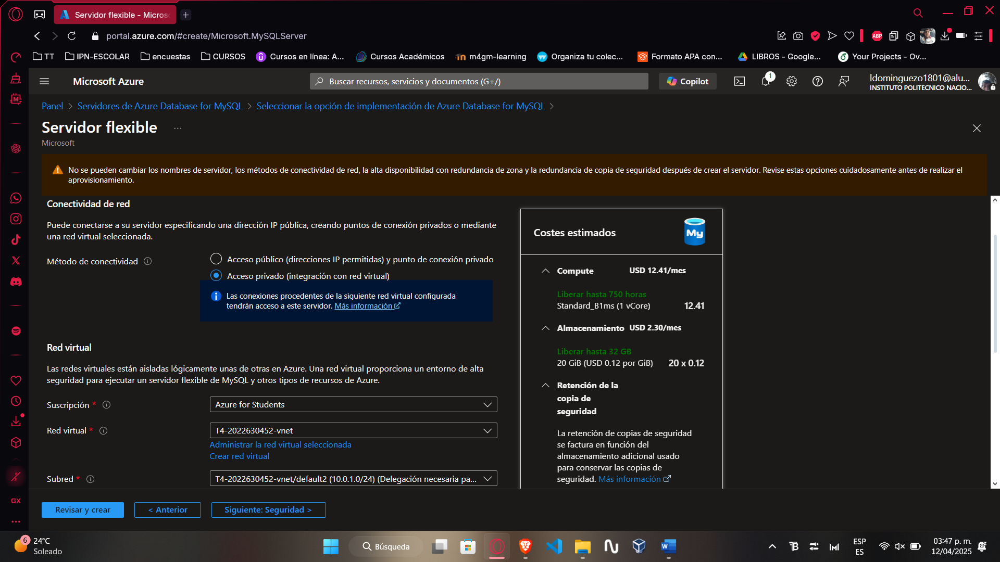 Servidor flexible - Micros
portal.azure.com/#create/Microsoft.MySQLServer
ABP
TT
IPN-ESCOLAR
encuestas
CURSOS
Cursos en línea: A...
Cursos Académicos
m4gm-learning
Organiza tu colec...
Formato APA con...
LIBROS - Google...
Your Projects - Ov...
Microsoft Azure
Buscar recursos, servicios y documentos (G+/)
Copilot
1
ldominguezo1801@alu...
INSTITUTO POLITECNICO NACIO...
Panel > Servidores de Azure Database for MySQL > Seleccionar la opción de implementación de Azure Database for MySQL >
Servidor flexible ...
Microsoft
No se pueden cambiar los nombres de servidor, los métodos de conectividad de red, la alta disponibilidad con redundancia de zona y la redundancia de copia de seguridad después de crear el servidor. Revise estas opciones cuidadosamente antes de realizar el
aprovisionamiento.
Conectividad de red
Puede conectarse a su servidor especificando una dirección IP pública, creando puntos de conexión privados o mediante
una red virtual seleccionada.
Método de conectividad
Acceso público (direcciones IP permitidas) y punto de conexión privado
Acceso privado (integración con red virtual)
Las conexiones procedentes de la siguiente red virtual configurada
tendrán acceso a este servidor. Más información
Red virtual
Las redes virtuales están aisladas lógicamente unas de otras en Azure. Una red virtual proporciona un entorno de alta
seguridad para ejecutar un servidor flexible de MySQL y otros tipos de recursos de Azure.
Suscripción *
Azure for Students
Red virtual *
T4-2022630452-vnet
Administrar la red virtual seleccionada
Crear red virtual
Subred *
T4-2022630452-vnet/default2 (10.0.1.0/24) (Delegación necesaria pa...
Costes estimados
My
Compute USD 12.41/mes
Liberar hasta 750 horas
Standard_B1ms (1 vCore) 12.41
Almacenamiento USD 2.30/mes
Liberar hasta 32 GB
20 GiB (USD 0.12 por GiB) 20 x 0.12
Retención de la
copia de
seguridad
La retención de copias de seguridad
se factura en función del
almacenamiento adicional usado
para conservar las copias de
seguridad. Más información
Revisar y crear
< Anterior
Siguiente: Seguridad >
GX
6
24°C
Soleado
Búsqueda
ESP
ES
03:47 p. m.
12/04/2025